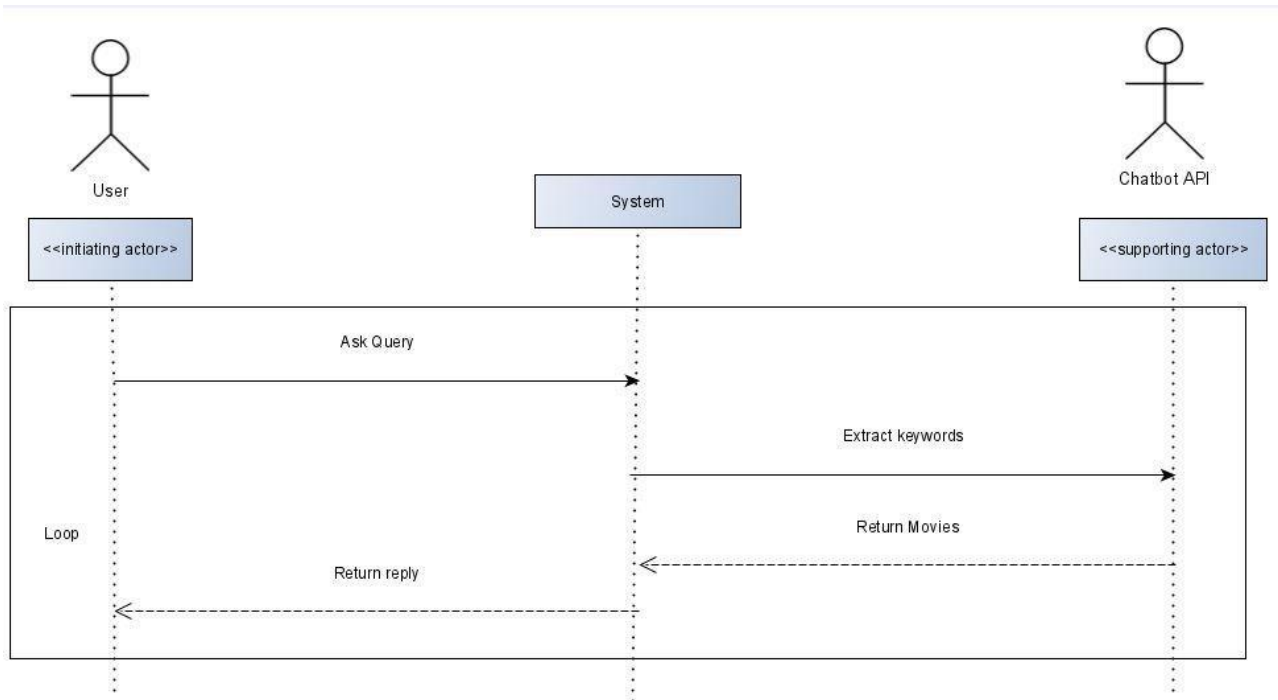 User
Chatbot API
System
<<initiating actor>>
<<supporting actor>>
Ask Query
Extract keywords
Return Movies
Loop
Return reply